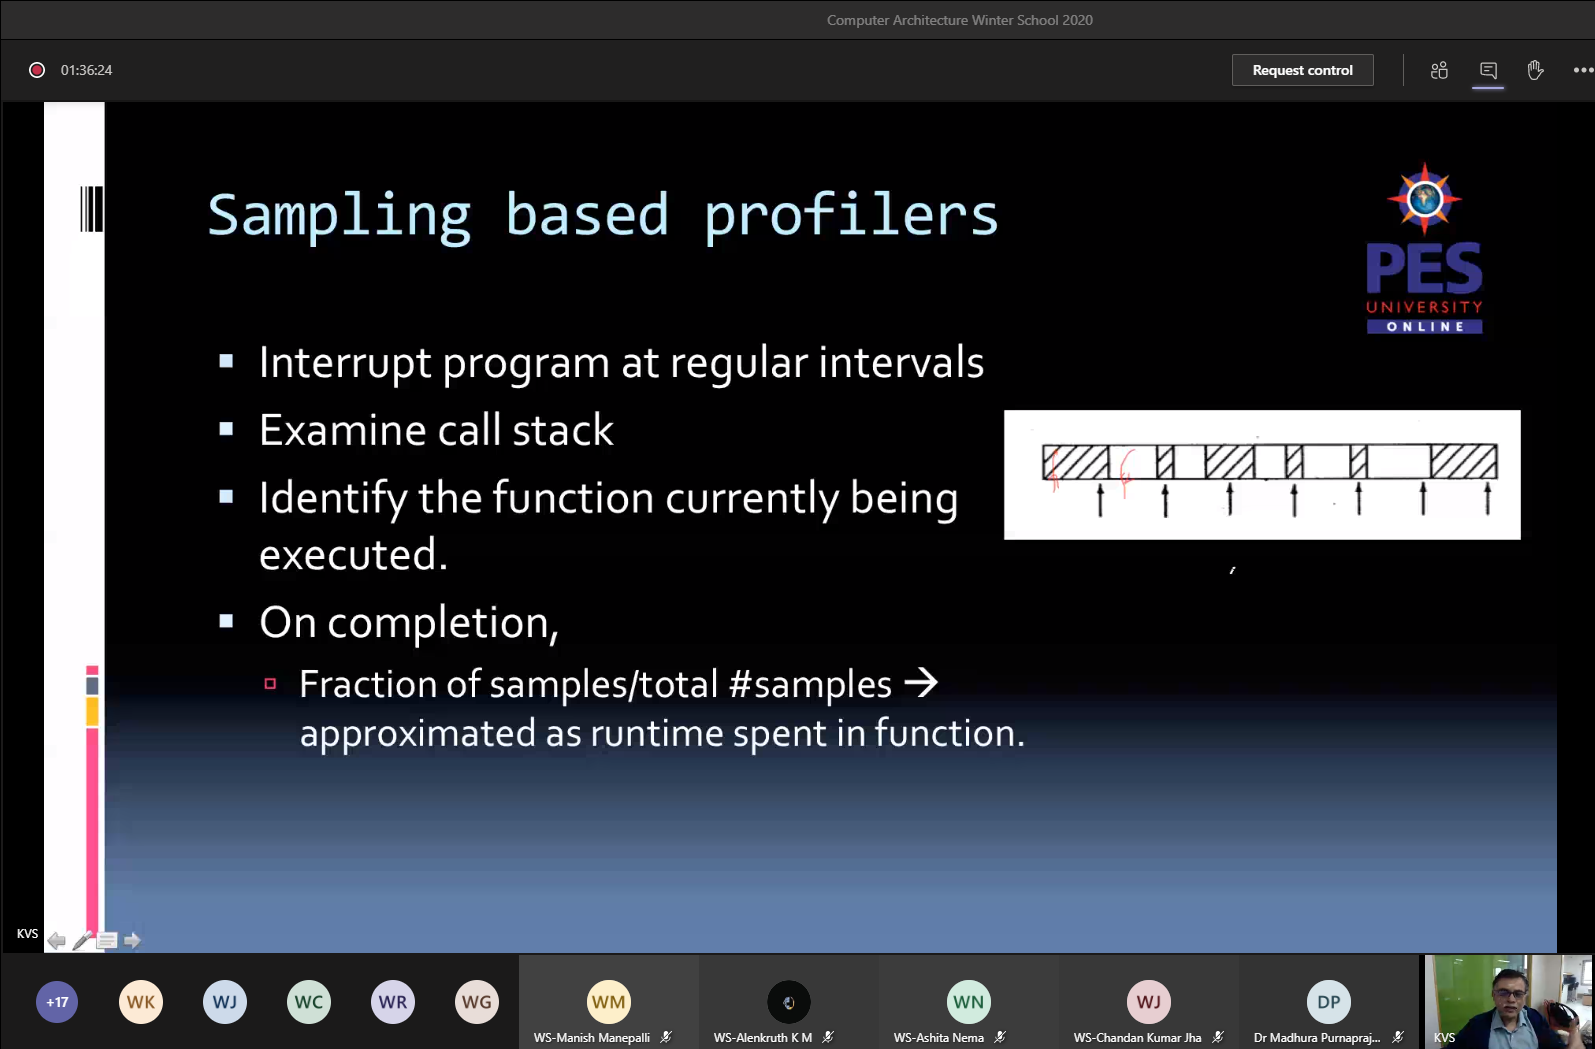 Computer Architecture Winter School 2020
01:36:24
Request control
Sampling based profilers
PES
UNIVERSITY
ONLINE
Interrupt program at regular intervals
Examine call stack
Identify the function currently being
executed.
On completion,
Fraction of samples/total #samples →
approximated as runtime spent in function.
KVS
+17
WK
WJ
WC
WR
WG
WM
WS-Manish Manepalli
WS-Alenkruth K M
WN
WS-Ashita Nema
WJ
WS-Chandan Kumar Jha
DP
Dr Madhura Purnapraj...
KVS